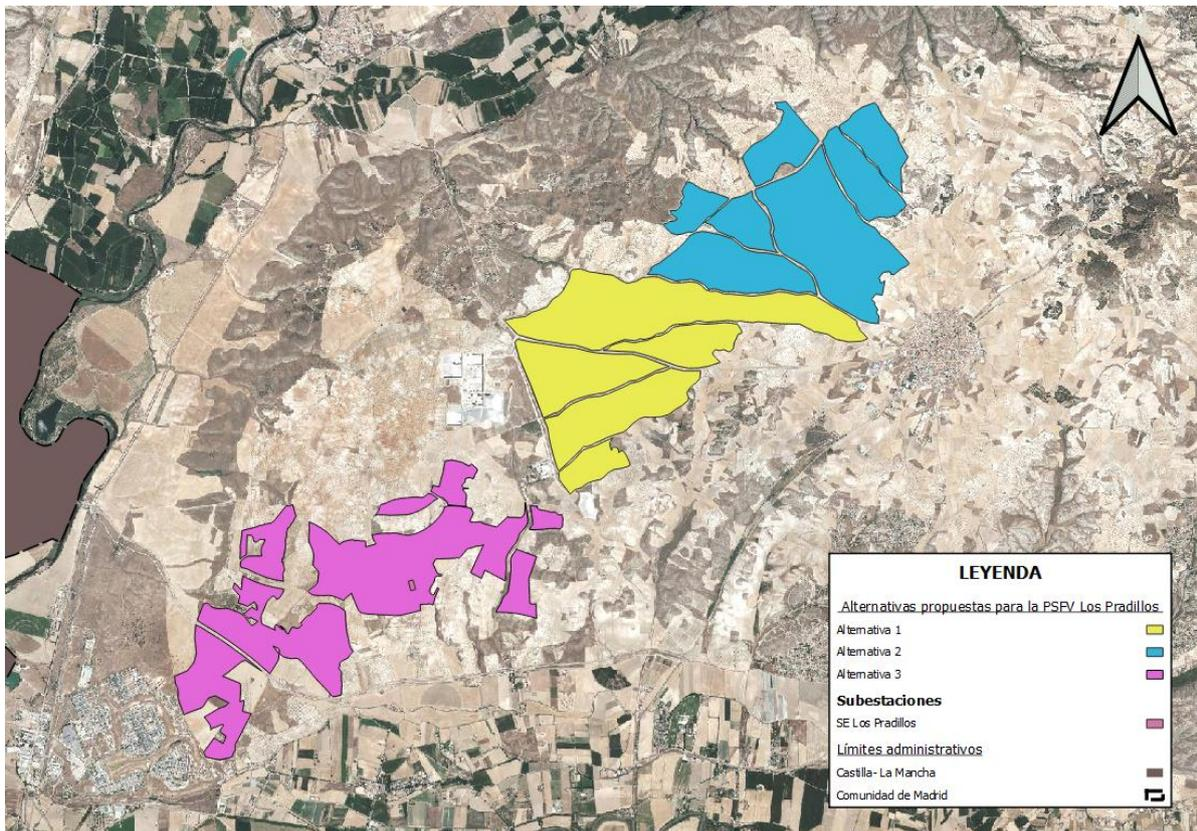 LEYENDA
Alternativas propuestas para la PSFV Los Pradillos
Alternativa 1
Alternativa 2
Alternativa 3
Subestaciones
SE Los Pradillos
Límites administrativos
Castilla- La Mancha
Comunidad de Madrid